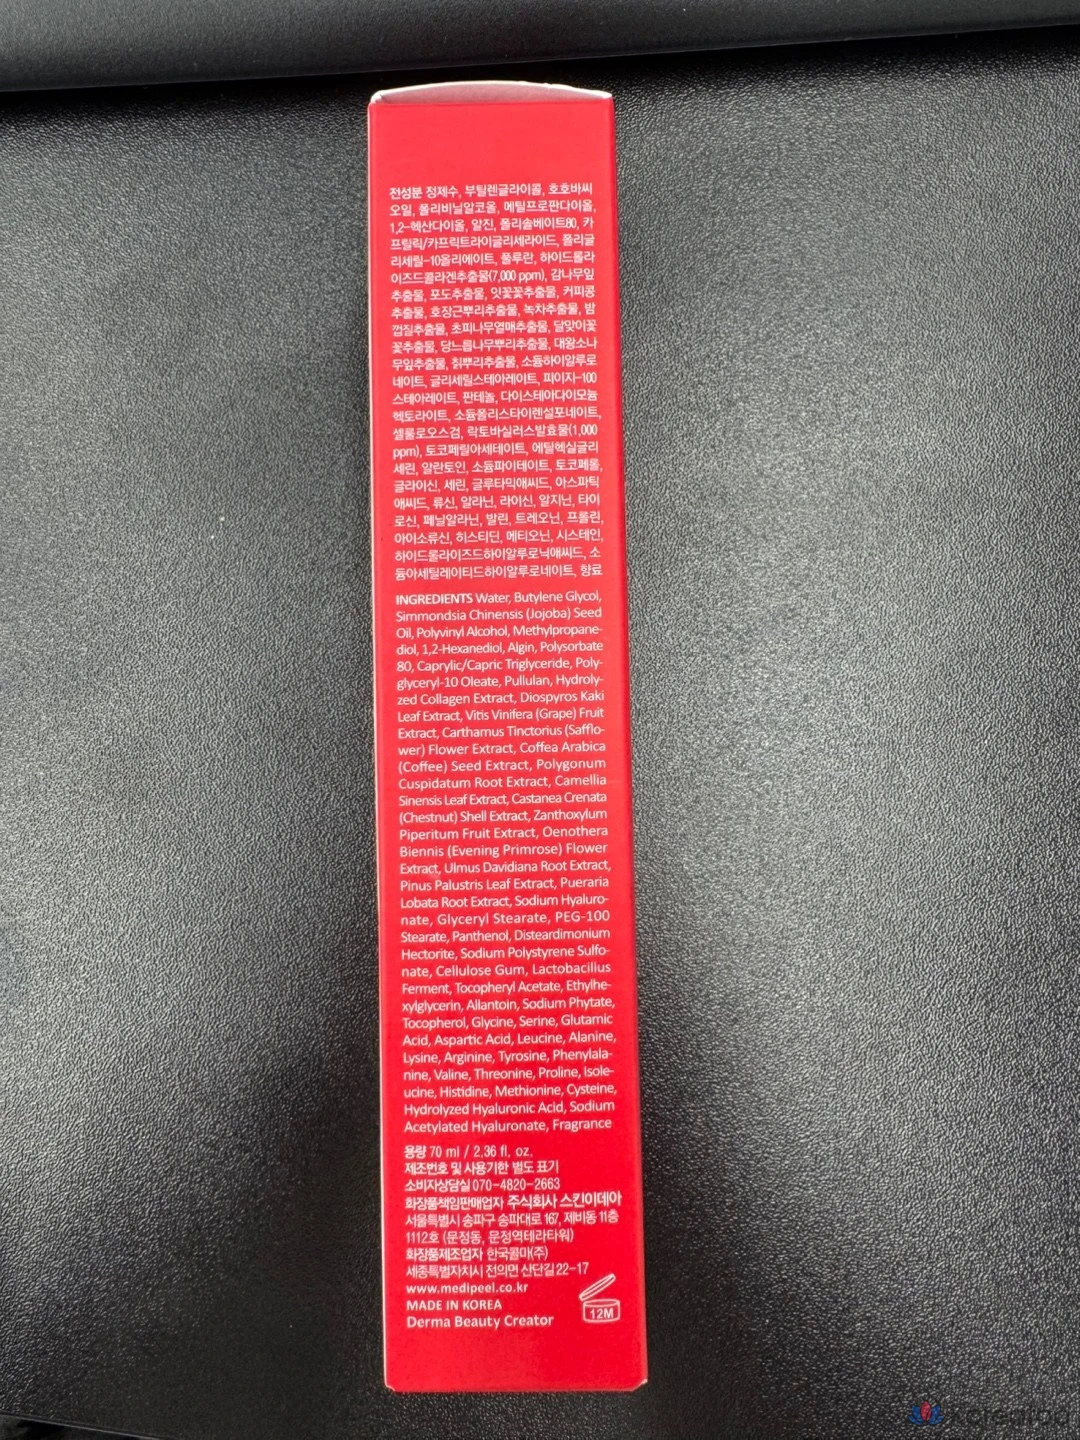 전성분 정제수, 부틸렌글라이콜, 호호바씨
오일, 폴리비닐알코올, 메틸프로판다이올,
1,2-헥산다이올, 알진, 폴리솔베이트80, 카
프릴릭/카프릭트라이글리세라이드, 폴리글
리세릴-10올리에이트, 풀루란, 하이드롤라
이즈드콜라겐추출물(7,000 ppm), 감나무잎
추출물, 포도추출물, 잇꽃꽃추출물, 커피콩
추출물, 호장근뿌리추출물, 녹차추출물, 밤
껍질추출물, 초피나무열매추출물, 달맞이꽃
꽃추출물, 당느릅나무뿌리추출물, 대왕소나
무잎추출물, 칡뿌리추출물, 소듐하이알루로
네이트, 글리세릴스테아레이트, 피이지-100
스테아레이트, 판테놀, 다이스테아다이모늄
헥토라이트, 소듐폴리스타이렌설포네이트,
셀룰로오스검, 락토바실러스발효물(1,000
ppm), 토코페릴아세테이트, 에틸헥실글리
세린, 알란토인, 소듐파이테이트, 토코페롤,
글라이신, 세린, 글루타믹애씨드, 아스파틱
애씨드, 류신, 알라닌, 라이신, 알지닌, 타이
로신, 페닐알라닌, 발린, 트레오닌, 프롤린,
아이소류신, 히스티딘, 메티오닌, 시스테인,
하이드롤라이즈드하이알루로닉애씨드, 소
듐아세틸레이티드하이알루로네이트, 향료
INGREDIENTS Water, Butylene Glycol,
Simmondsia Chinensis (Jojoba) Seed
Oil, Polyvinyl Alcohol, Methylpropane-
diol, 1,2-Hexanediol, Algin, Polysorbate
80, Caprylic/Capric Triglyceride, Poly-
glyceryl-10 Oleate, Pullulan, Hydroly-
zed Collagen Extract, Diospyros Kaki
Leaf Extract, Vitis Vinifera (Grape) Fruit
Extract, Carthamus Tinctorius (Safflo-
wer) Flower Extract, Coffea Arabica
(Coffee) Seed Extract, Polygonum
Cuspidatum Root Extract, Camellia
Sinensis Leaf Extract, Castanea Crenata
(Chestnut) Shell Extract, Zanthoxylum
Piperitum Fruit Extract, Oenothera
Biennis (Evening Primrose) Flower
Extract, Ulmus Davidiana Root Extract,
Pinus Palustris Leaf Extract, Pueraria
Lobata Root Extract, Sodium Hyaluro-
nate, Glyceryl Stearate, PEG-100
Stearate, Panthenol, Disteardimonium
Hectorite, Sodium Polystyrene Sulfo-
nate, Cellulose Gum, Lactobacillus
Ferment, Tocopheryl Acetate, Ethylhe-
xylglycerin, Allantoin, Sodium Phytate,
Tocopherol, Glycine, Serine, Glutamic
Acid, Aspartic Acid, Leucine, Alanine,
Lysine, Arginine, Tyrosine, Phenylala-
nine, Valine, Threonine, Proline, Isole-
ucine, Histidine, Methionine, Cysteine,
Hydrolyzed Hyaluronic Acid, Sodium
Acetylated Hyaluronate, Fragrance
용량 70 ml / 2.36 fl. oz.
제조번호 및 사용기한 별도 표기
소비자상담실 070-4820-2663
화장품책임판매업자 주식회사 스킨이데아
서울특별시 송파구 송파대로 167, 제비동 11층
1112호 (문정동, 문정역테라타워)
화장품제조업자 한국콜마(주)
세종특별자치시 전의면 산단길 22-17
www.medipeel.co.kr
MADE IN KOREA
Derma Beauty Creator
12M